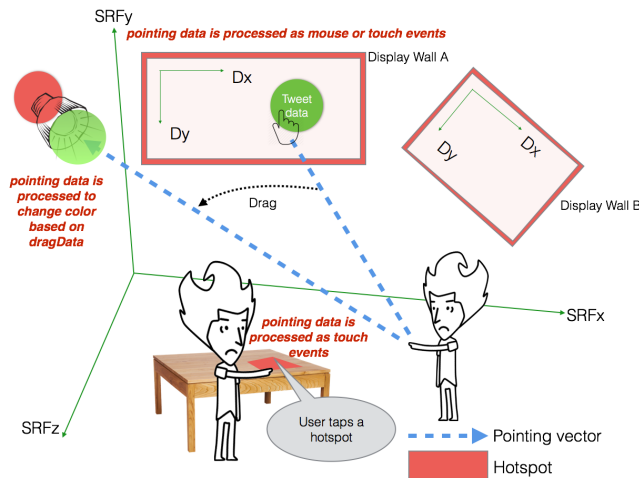 SRFy
pointing data is processed as mouse or touch events
Display Wall A
Dx
Dy
Tweet
data
Dx
Dy
Display Wall B
pointing data is
processed to
change color
based on
dragData
Drag
SRFx
pointing data is
processed as touch
events
SRFz
User taps a
hotspot
Pointing vector
Hotspot